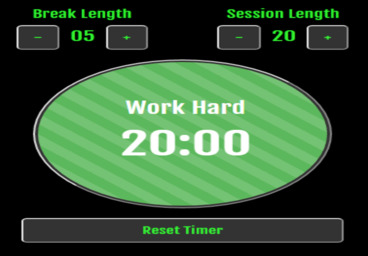 Break Length Session Length
- 05 + - 20 +
Work Hard
20:00
Reset Timer